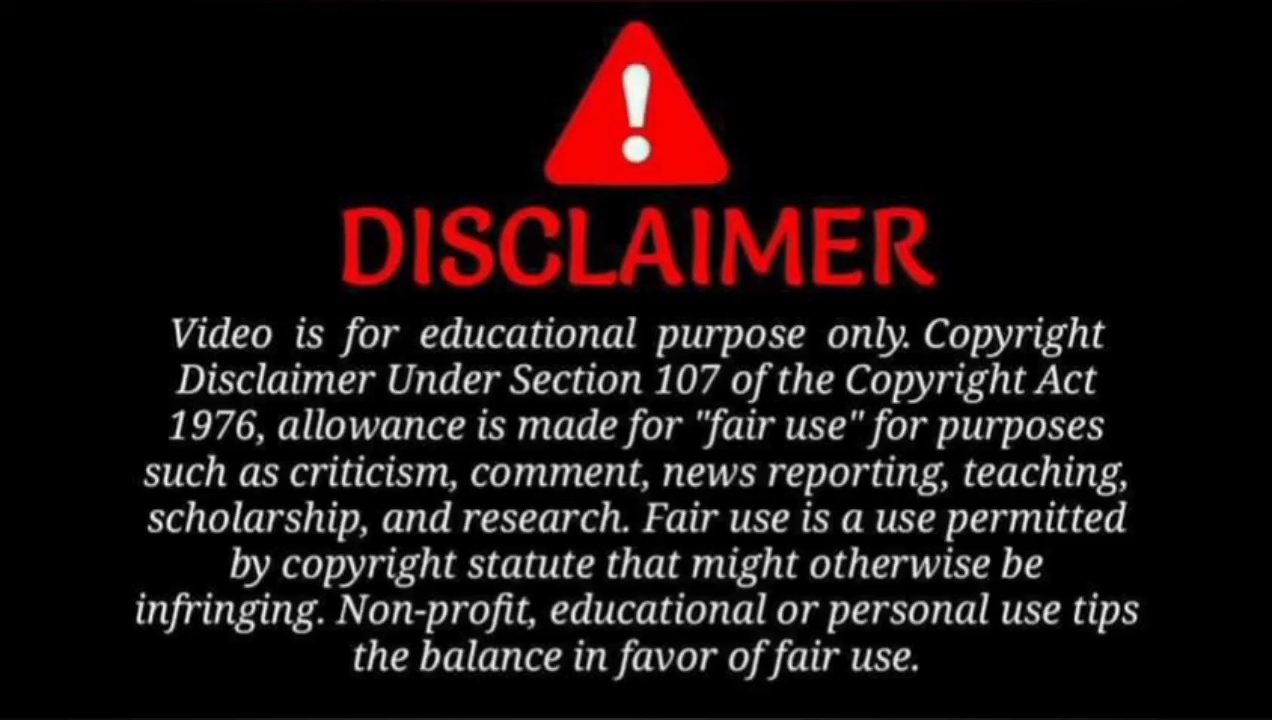 DISCLAIMER
Video is for educational purpose only. Copyright
Disclaimer Under Section 107 of the Copyright Act
1976, allowance is made for "fair use" for purposes
such as criticism, comment, news reporting, teaching,
scholarship, and research. Fair use is a use permitted
by copyright statute that might otherwise be
infringing. Non-profit, educational or personal use tips
the balance in favor of fair use.